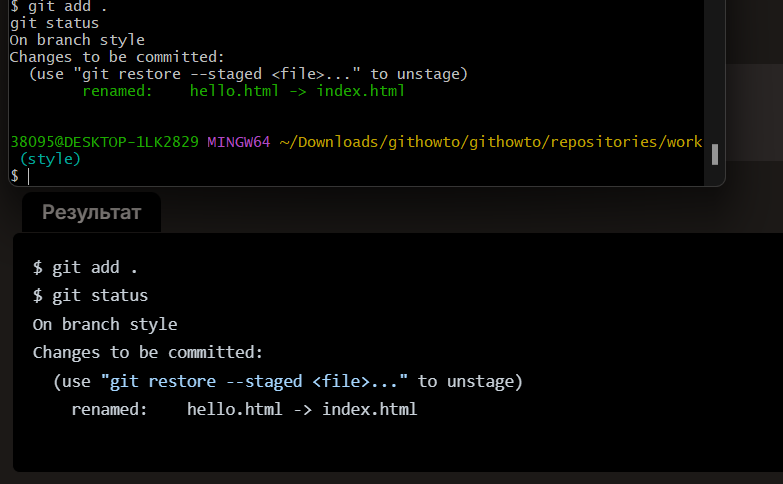 $ git add .
git status
On branch style
Changes to be committed:
  (use "git restore --staged <file>..." to unstage)
        renamed:    hello.html -> index.html
38095@DESKTOP-1LK2829 MINGW64 ~/Downloads/githowto/githowto/repositories/work
 (style)
$
Результат
$ git add .
$ git status
On branch style
Changes to be committed:
  (use "git restore --staged <file>..." to unstage)
    renamed:    hello.html -> index.html